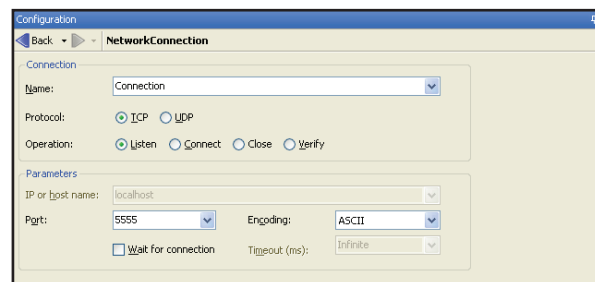 Configuration
Back NetworkConnection
Connection
Name: Connection
Protocol: TCP UDP
Operation: Listen Connect Close Verify
Parameters
IP or host name: localhost
Port: 5555 Encoding: ASCII
Wait for connection Timeout (ms): Infinite